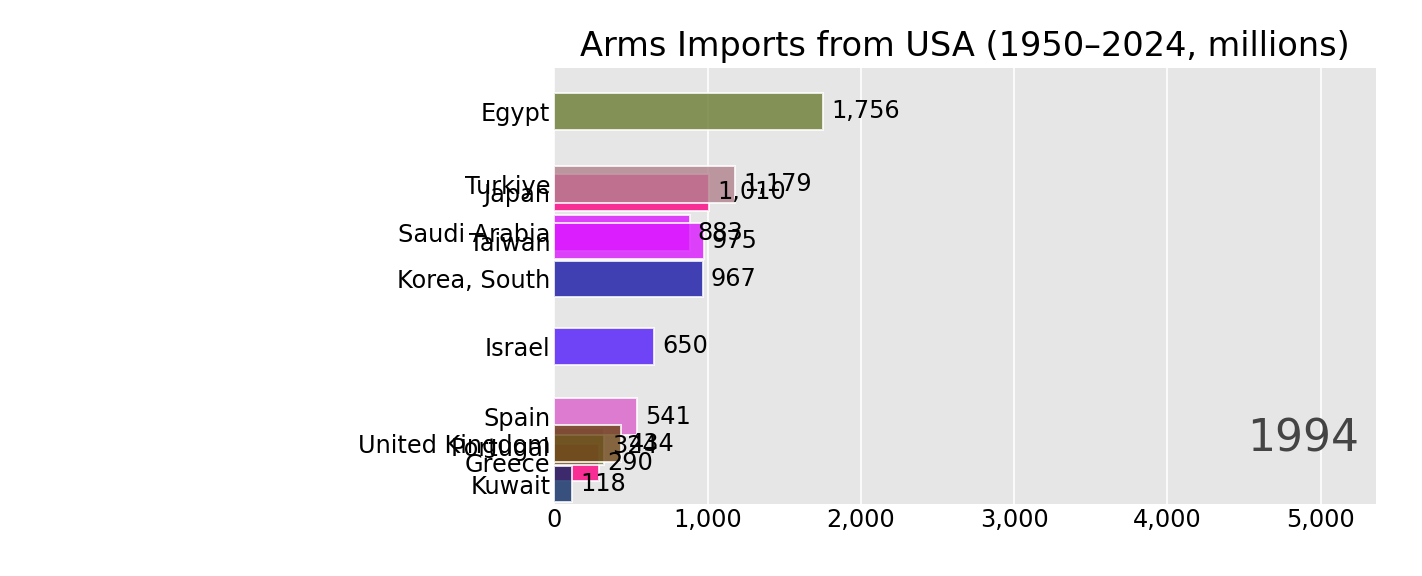 Arms Imports from USA (1950–2024, millions)
Egypt 1,756
Turkiye 1,179
Japan 1,010
Saudi Arabia 883
Taiwan 975
Korea, South 967
Israel 650
Spain 541
United Kingdom 434
Portugal 324
Greece 290
Kuwait 118
1994
0 1,000 2,000 3,000 4,000 5,000